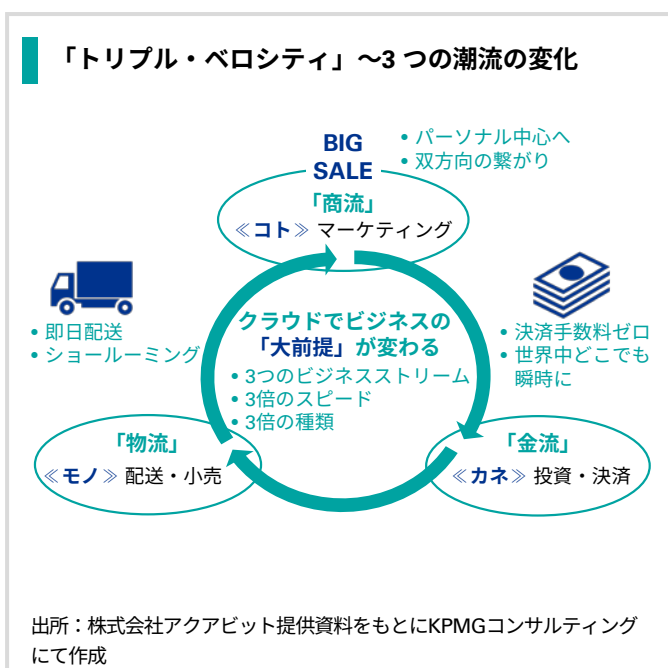 「トリプル・ベロシティ」～3 つの潮流の変化
BIG
SALE
• パーソナル中心へ
• 双方向の繋がり
「商流」
≪コト≫ マーケティング
• 即日配送
• ショールーミング
クラウドでビジネスの
「大前提」が変わる
• 3つのビジネスストリーム
• 3倍のスピード
• 3倍の種類
• 決済手数料ゼロ
• 世界中どこでも
瞬時に
「物流」
≪モノ≫ 配送・小売
「金流」
≪カネ≫ 投資・決済
出所：株式会社アクアビット提供資料をもとにKPMGコンサルティング
にて作成